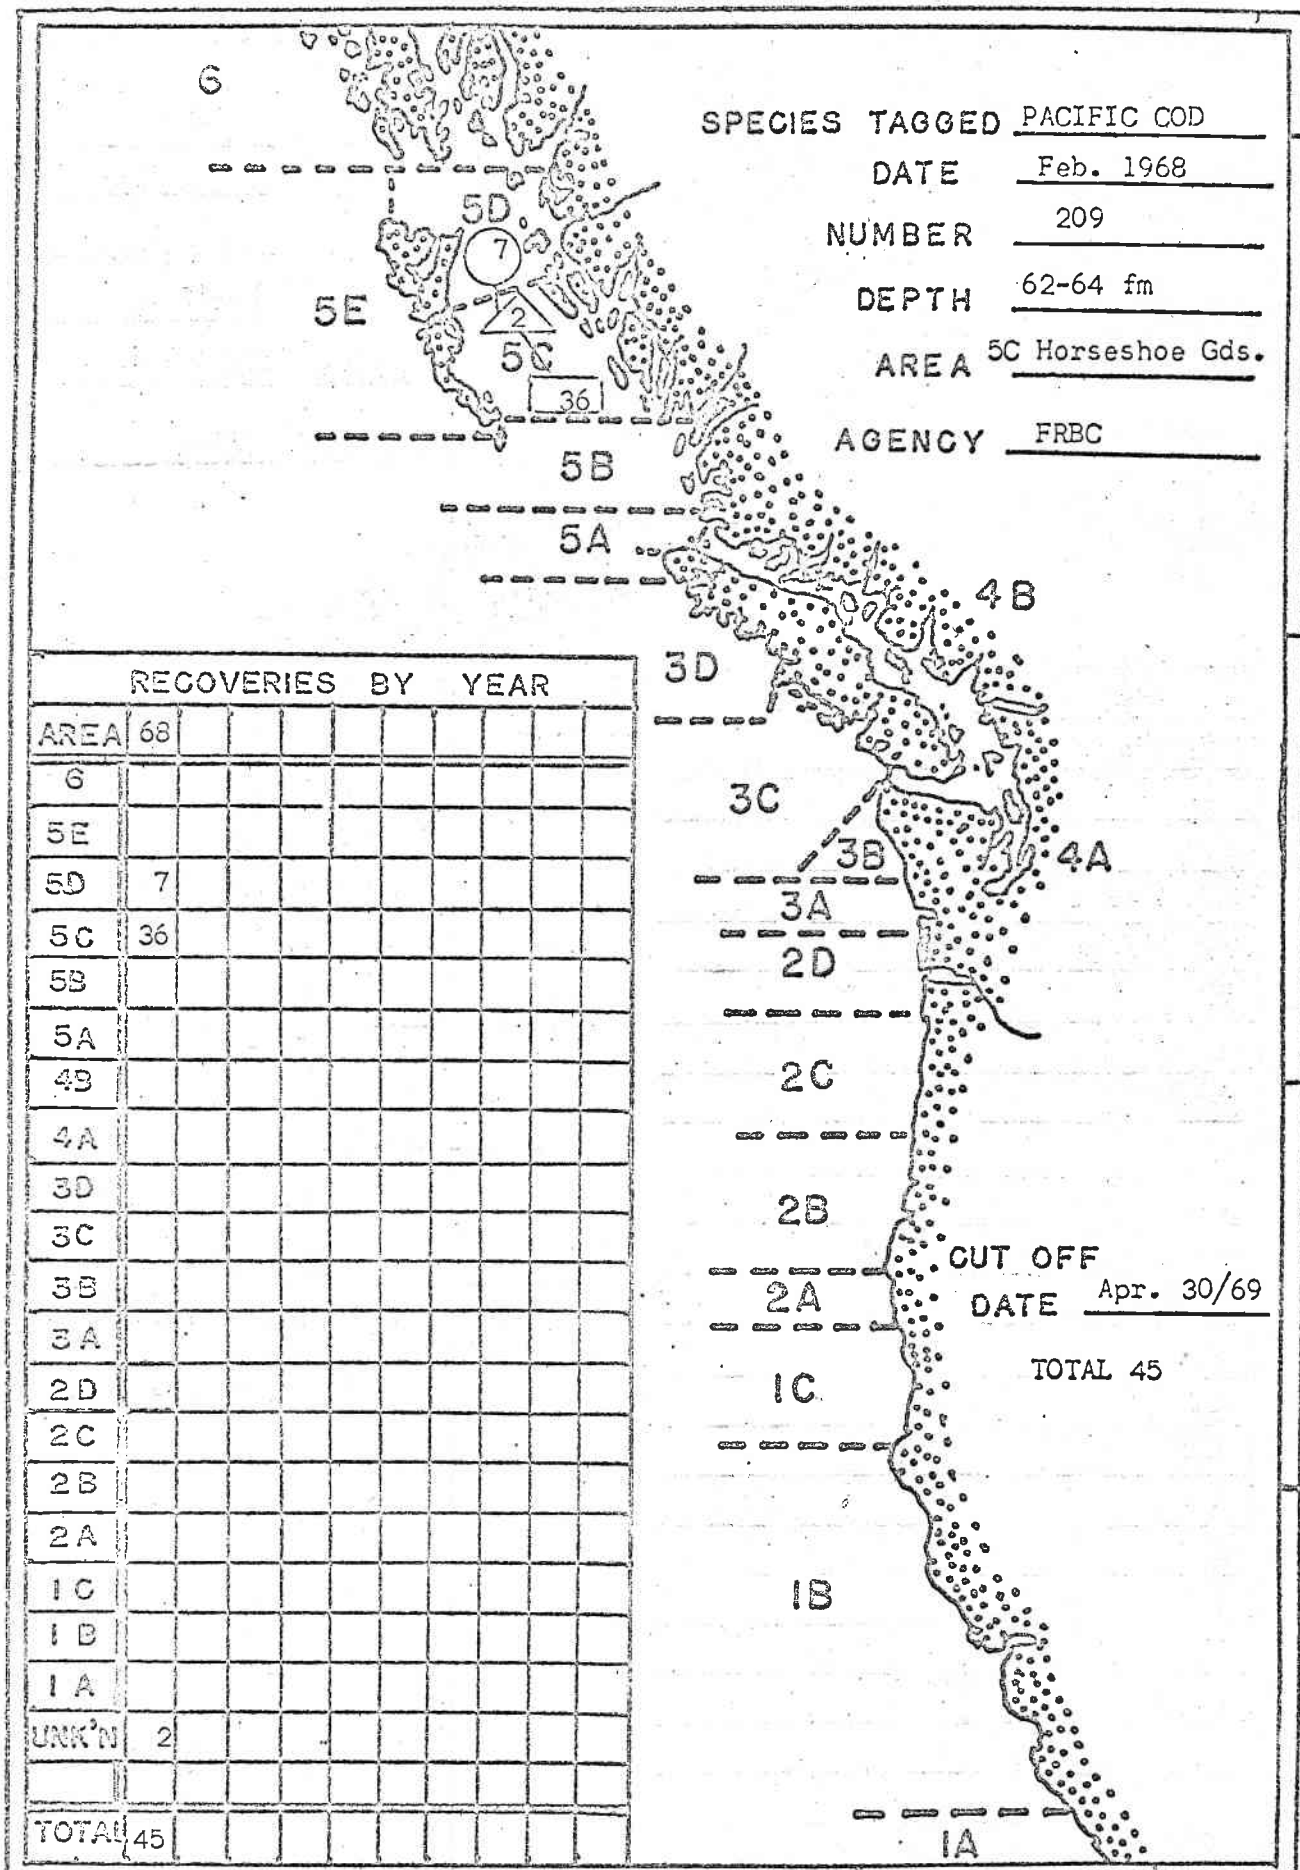 6
SPECIES TAGGED PACIFIC COD
DATE Feb. 1968
NUMBER 209
DEPTH 62-64 fm
AREA 5C Horseshoe Gds.
AGENCY FRBC
5D
7
5E
2
5C
36
5B
5A
4B
3D
3C
3B
4A
3A
2D
2C
2B
2A
1C
1B
1A
CUT OFF
DATE Apr. 30/69
TOTAL 45
RECOVERIES BY YEAR
AREA 68
6
5E
5D 7
5C 36
5B
5A
4B
4A
3D
3C
3B
3A
2D
2C
2B
2A
1C
1B
1A
UNK'N 2
TOTAL 45